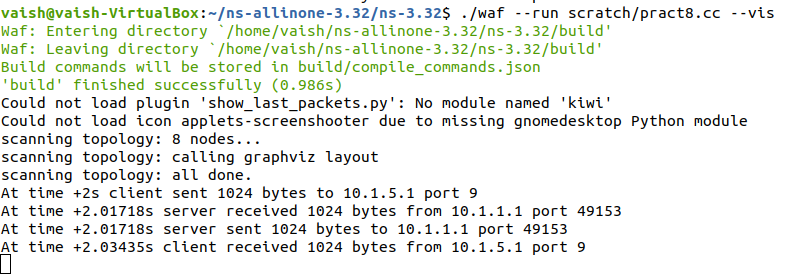 vaish@vaish-VirtualBox:~/ns-allinone-3.32/ns-3.32$ ./waf --run scratch/pract8.cc --vis
Waf: Entering directory `/home/vaish/ns-allinone-3.32/ns-3.32/build'
Waf: Leaving directory `/home/vaish/ns-allinone-3.32/ns-3.32/build'
Build commands will be stored in build/compile_commands.json
'build' finished successfully (0.986s)
Could not load plugin 'show_last_packets.py': No module named 'kiwi'
Could not load icon applets-screenshooter due to missing gnomedesktop Python module
scanning topology: 8 nodes...
scanning topology: calling graphviz layout
scanning topology: all done.
At time +2s client sent 1024 bytes to 10.1.5.1 port 9
At time +2.01718s server received 1024 bytes from 10.1.1.1 port 49153
At time +2.01718s server sent 1024 bytes to 10.1.1.1 port 49153
At time +2.03435s client received 1024 bytes from 10.1.5.1 port 9